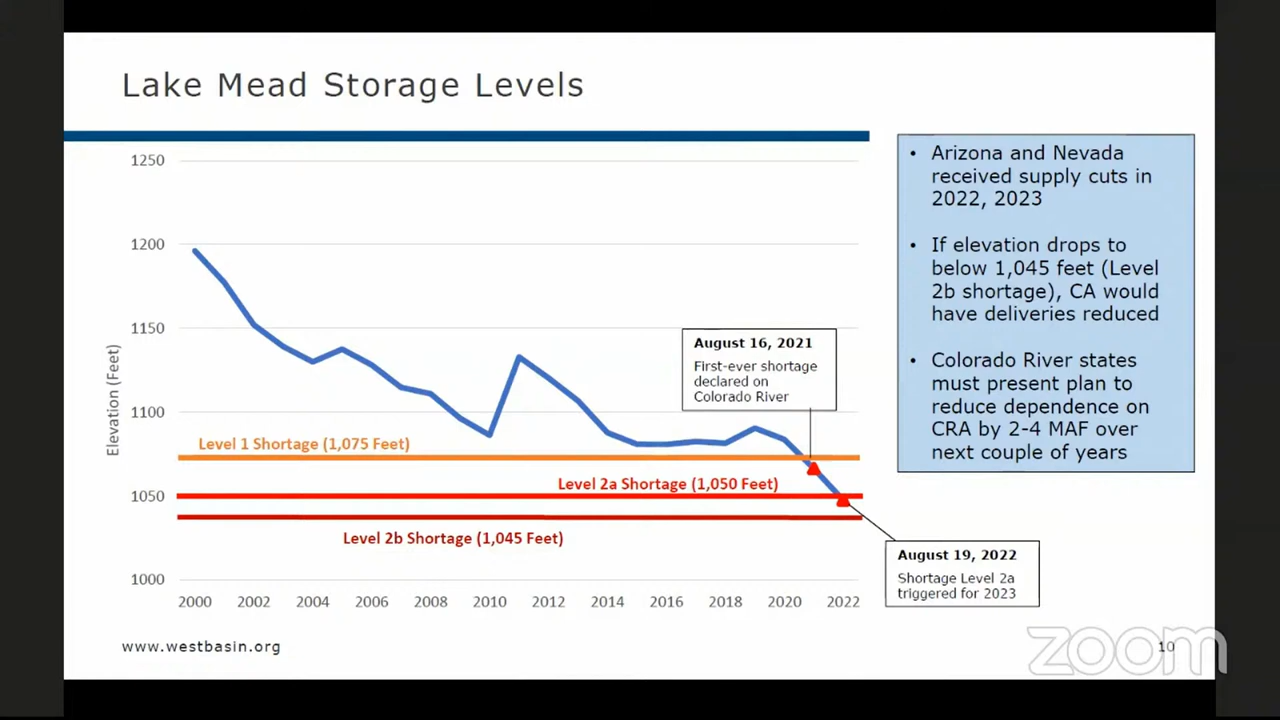 Lake Mead Storage Levels
1250
1200
1150
1100
1050
1000
Elevation (Feet)
2000 2002 2004 2006 2008 2010 2012 2014 2016 2018 2020 2022
Level 1 Shortage (1,075 Feet)
Level 2a Shortage (1,050 Feet)
Level 2b Shortage (1,045 Feet)
August 16, 2021
First-ever shortage
declared on
Colorado River
August 19, 2022
Shortage Level 2a
triggered for 2023
• Arizona and Nevada
received supply cuts in
2022, 2023
• If elevation drops to
below 1,045 feet (Level
2b shortage), CA would
have deliveries reduced
• Colorado River states
must present plan to
reduce dependence on
CRA by 2-4 MAF over
next couple of years
www.westbasin.org
10
zoom